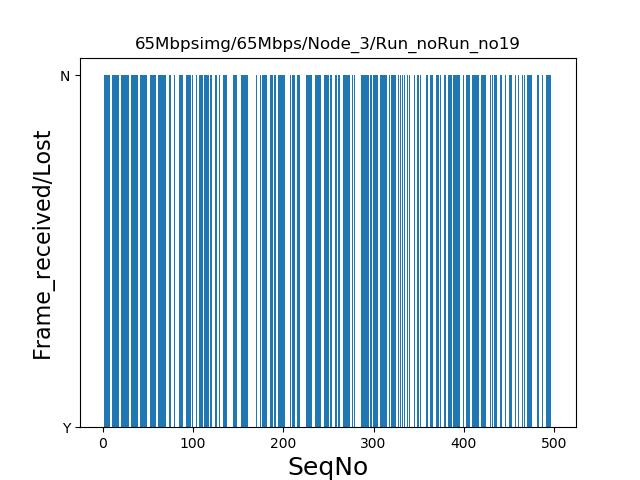 65Mbpsimg/65Mbps/Node_3/Run_noRun_no19
N
Frame_received/Lost
Y
0 100 200 300 400 500
SeqNo